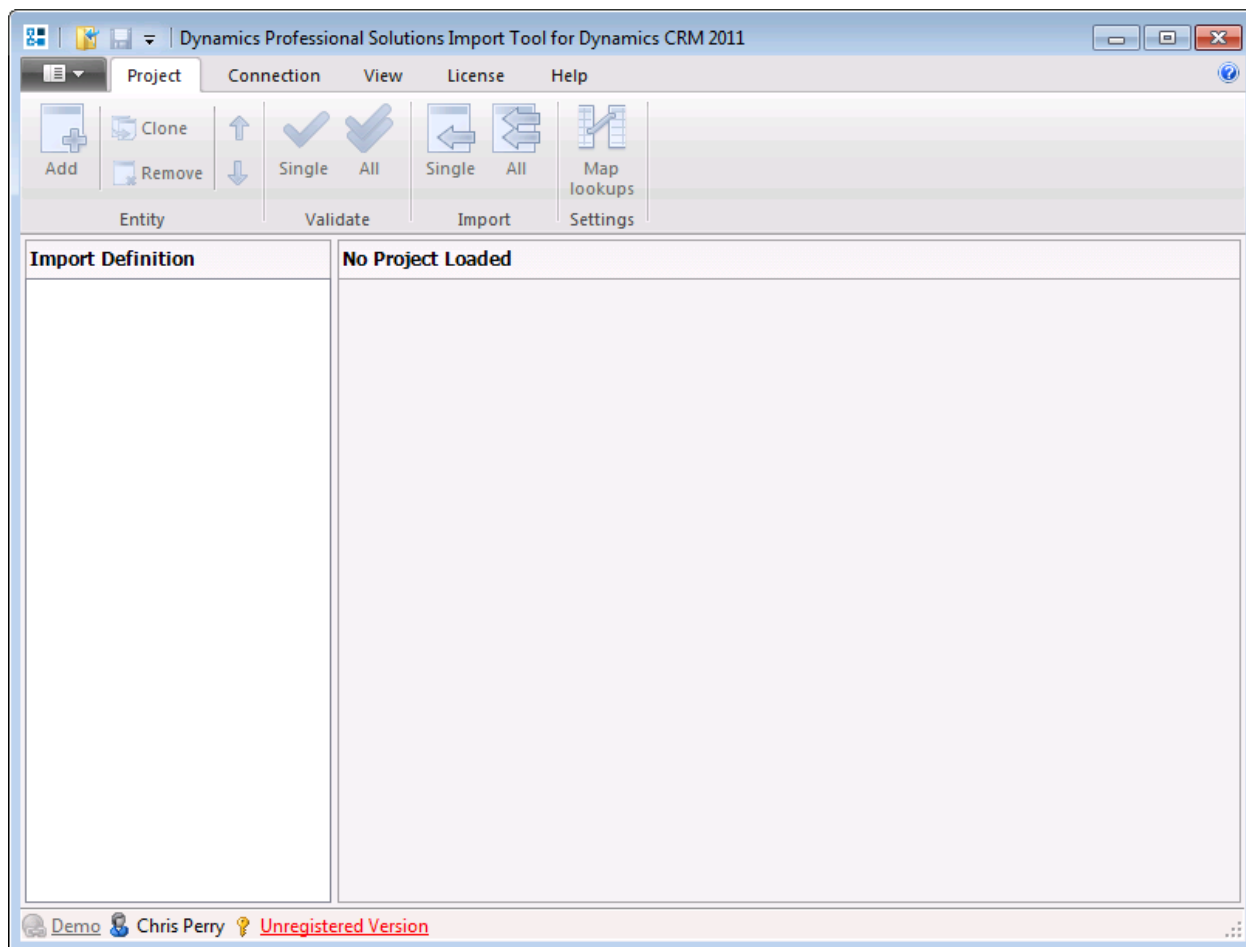 Dynamics Professional Solutions Import Tool for Dynamics CRM 2011
Project Connection View License Help
Add Clone Remove Single All Single All Map lookups
Entity Validate Import Settings
Import Definition No Project Loaded
Demo Chris Perry Unregistered Version